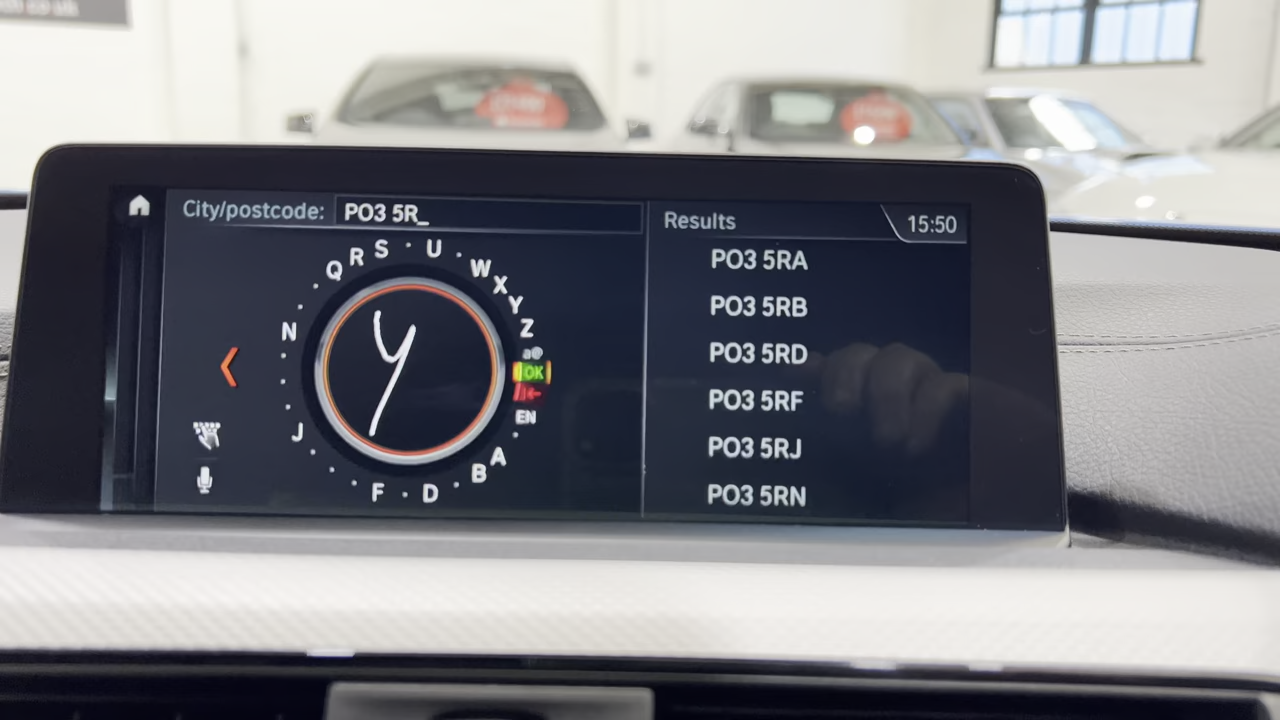 City/postcode: PO3 5R_
Results
15:50
PO3 5RA
PO3 5RB
PO3 5RD
PO3 5RF
PO3 5RJ
PO3 5RN
Q R S · U · W X Y Z
a@
OK
EN
· A B · D · F · · · J · · · N · ·
y